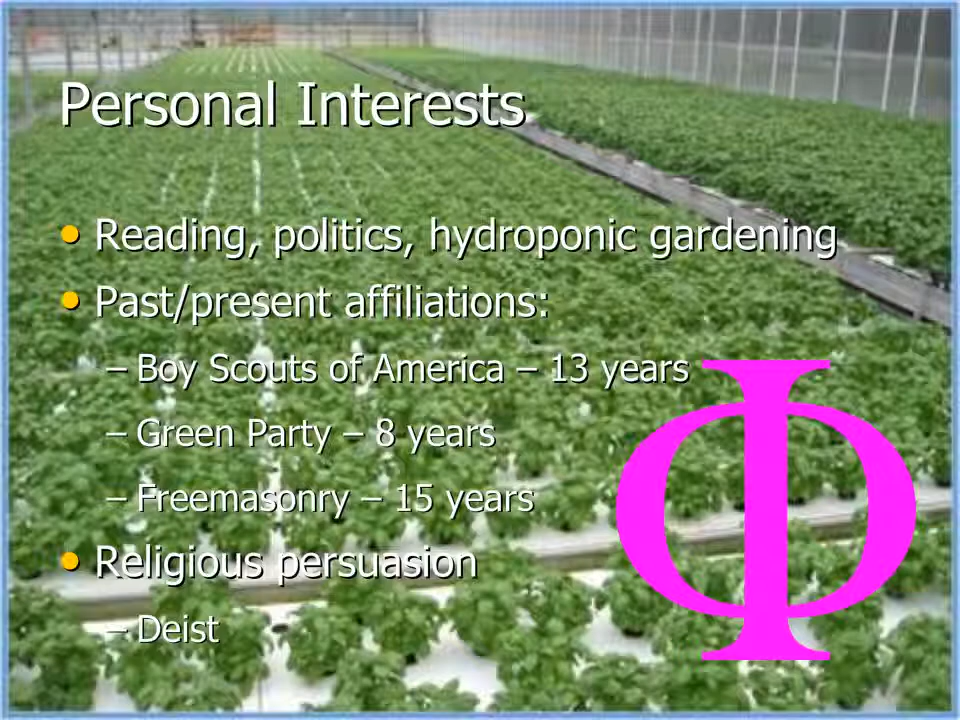 Personal Interests
• Reading, politics, hydroponic gardening
• Past/present affiliations:
– Boy Scouts of America – 13 years
– Green Party – 8 years
– Freemasonry – 15 years
• Religious persuasion
– Deist
Φ